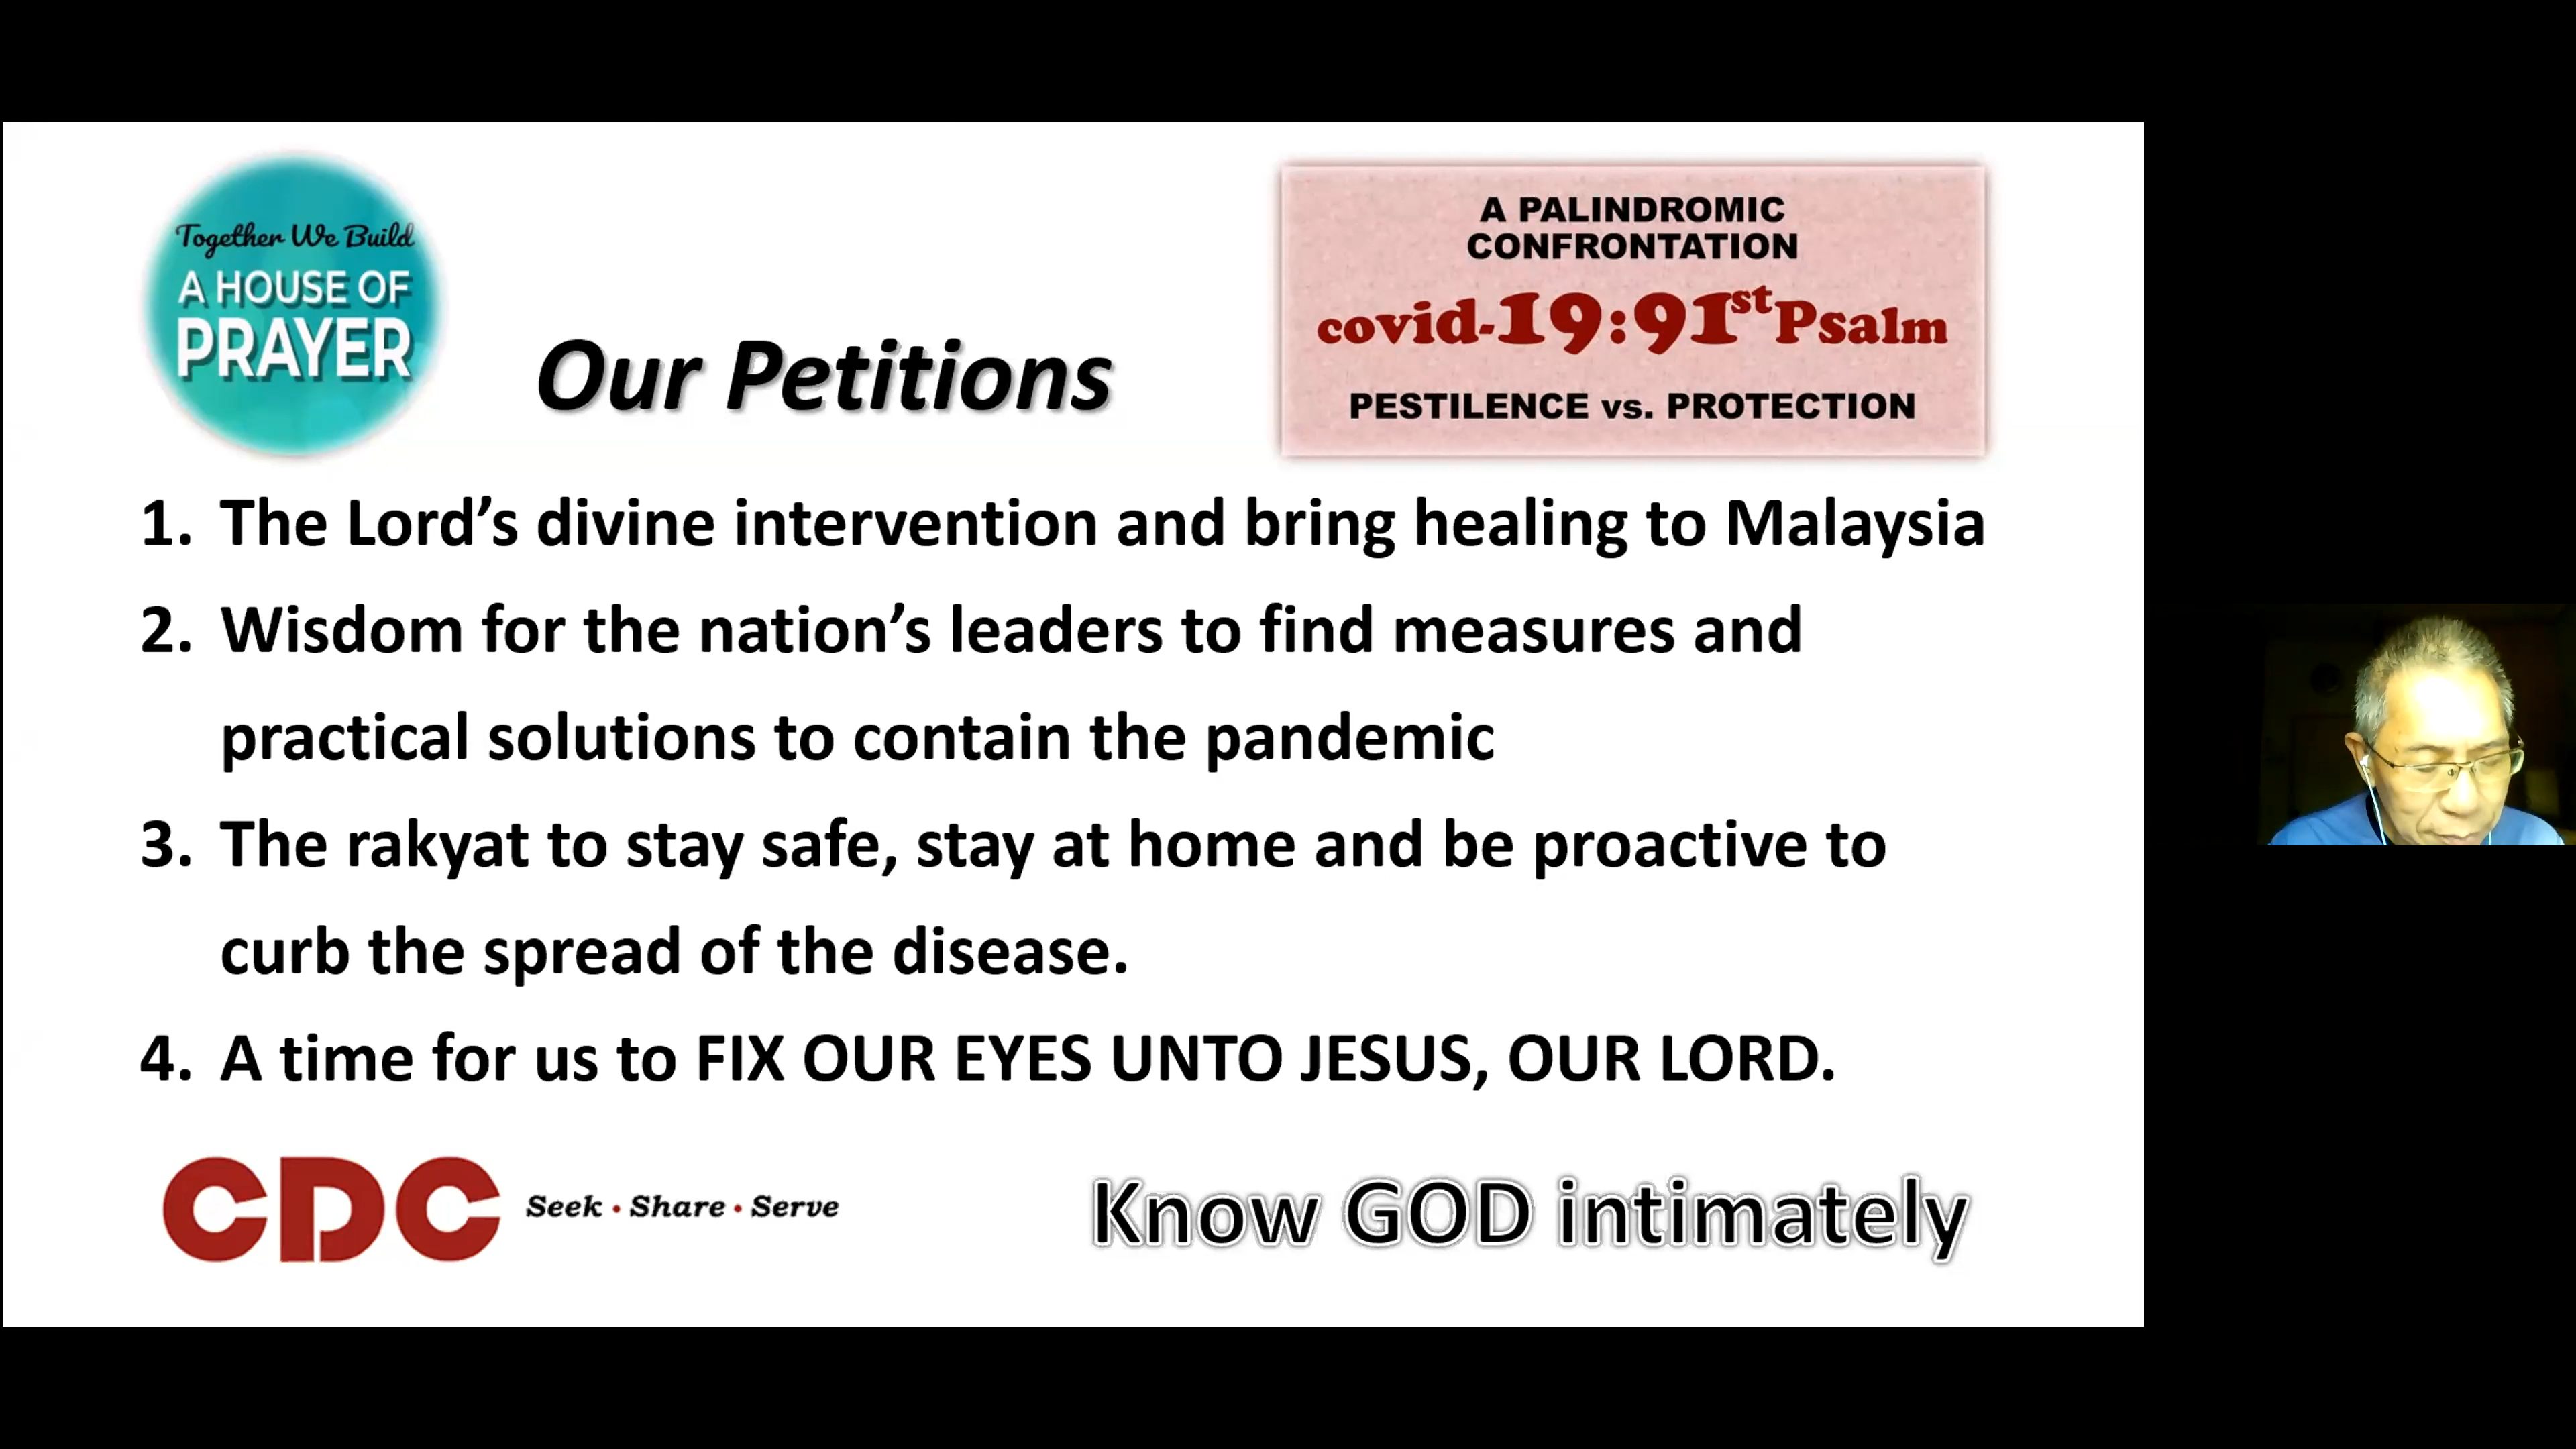 Together We Build
A HOUSE OF
PRAYER
Our Petitions
A PALINDROMIC
CONFRONTATION
covid-19:91st Psalm
PESTILENCE vs. PROTECTION
1. The Lord’s divine intervention and bring healing to Malaysia
2. Wisdom for the nation’s leaders to find measures and
practical solutions to contain the pandemic
3. The rakyat to stay safe, stay at home and be proactive to
curb the spread of the disease.
4. A time for us to FIX OUR EYES UNTO JESUS, OUR LORD.
CDC Seek • Share • Serve
Know GOD intimately